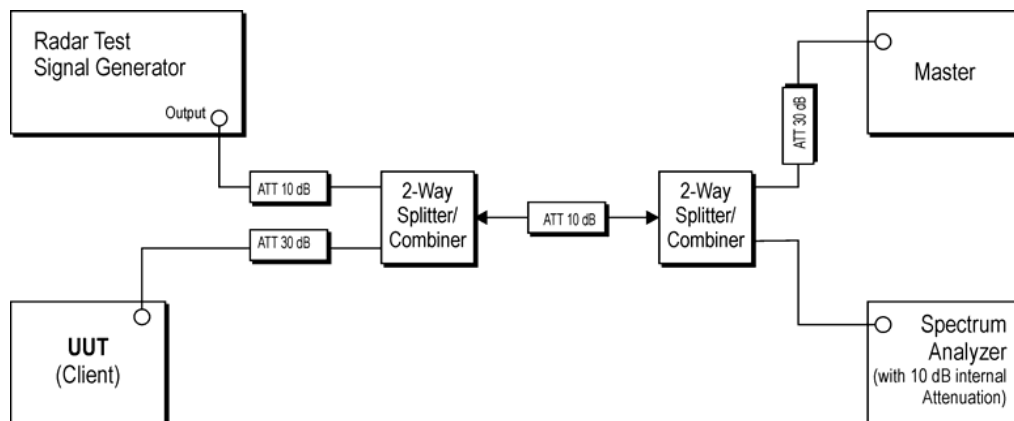 Radar Test
Signal Generator
Output
ATT 10 dB
ATT 30 dB
2-Way
Splitter/
Combiner
ATT 10 dB
2-Way
Splitter/
Combiner
ATT 30 dB
Master
UUT
(Client)
Spectrum
Analyzer
(with 10 dB internal
Attenuation)